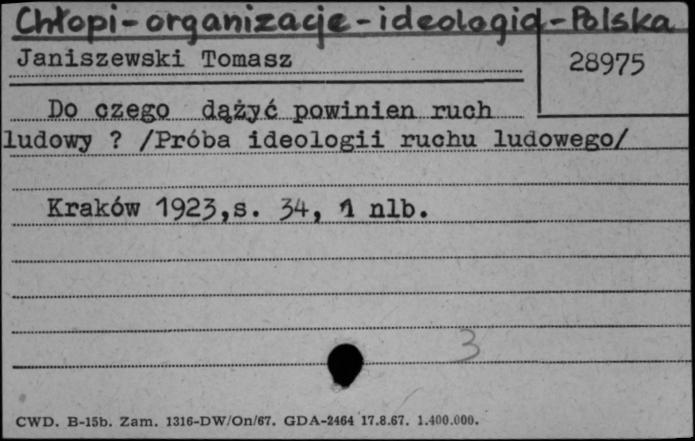 Chłopi-organizacje-ideologia-Polska
Janiszewski Tomasz
28975
Do czego dążyć powinien ruch
ludowy ? /Próba ideologii ruchu ludowego/
Kraków 1923,s. 34, 1 nlb.
3
CWD. B-15b. Zam. 1316-DW/On/67. GDA-2464 17.8.67. 1.400.000.